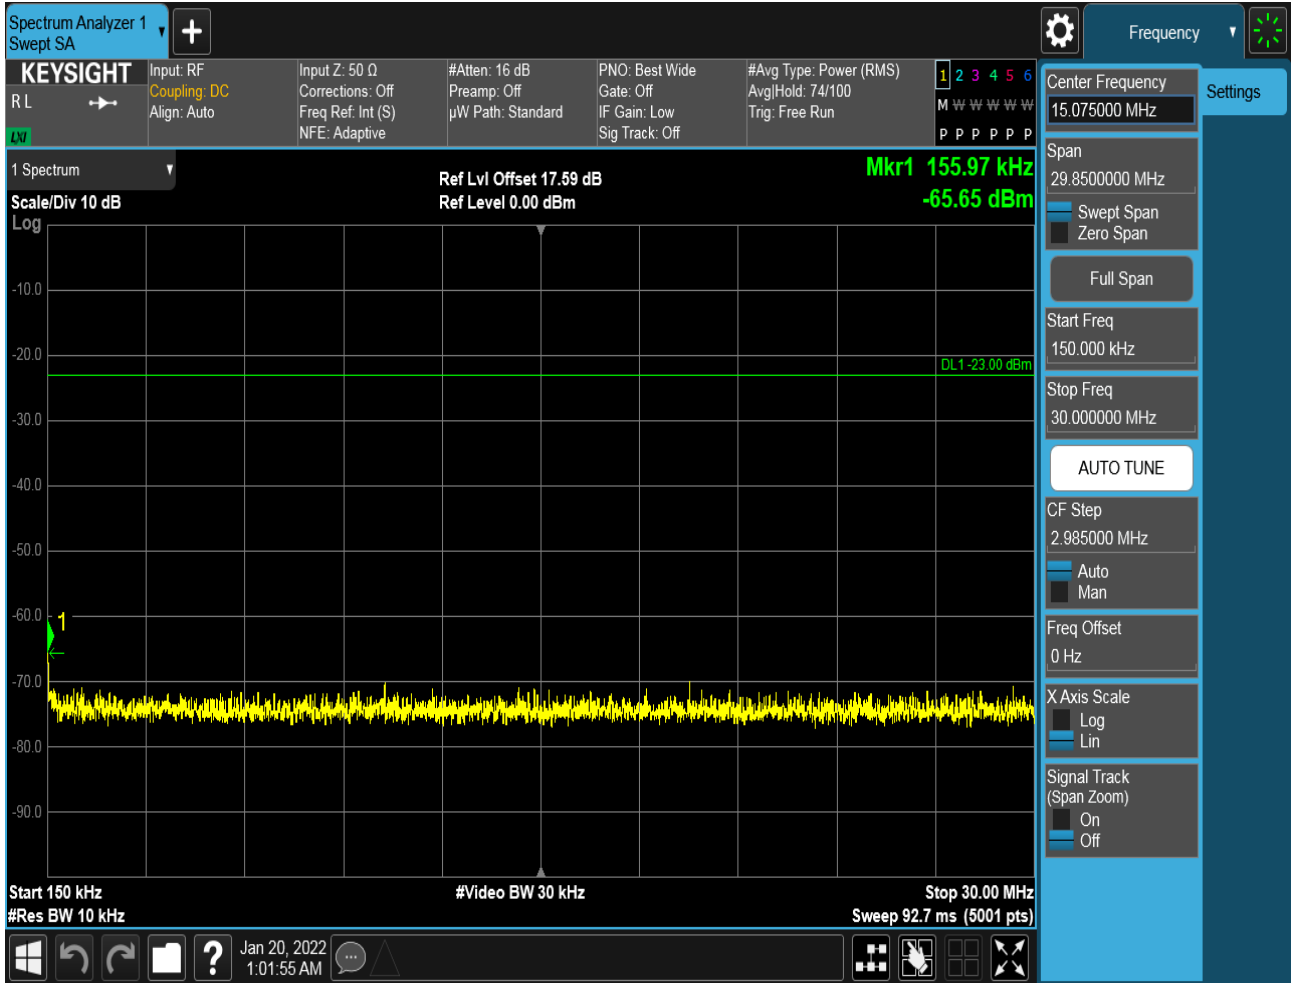 Spectrum Analyzer 1
Swept SA
Frequency
KEYSIGHT
R L
LXI
Input: RF
Coupling: DC
Align: Auto
Input Z: 50 Ω
Corrections: Off
Freq Ref: Int (S)
NFE: Adaptive
#Atten: 16 dB
Preamp: Off
µW Path: Standard
PNO: Best Wide
Gate: Off
IF Gain: Low
Sig Track: Off
#Avg Type: Power (RMS)
Avg|Hold: 74/100
Trig: Free Run
1 2 3 4 5 6
M W W W W W
P P P P P P
1 Spectrum
Scale/Div 10 dB
Log
Ref Lvl Offset 17.59 dB
Ref Level 0.00 dBm
Mkr1 155.97 kHz
-65.65 dBm
-10.0
-20.0
DL1 -23.00 dBm
-30.0
-40.0
-50.0
-60.0
1
-70.0
-80.0
-90.0
Start 150 kHz
#Video BW 30 kHz
Stop 30.00 MHz
#Res BW 10 kHz
Sweep 92.7 ms (5001 pts)
?
Jan 20, 2022
1:01:55 AM
Center Frequency
15.075000 MHz
Settings
Span
29.8500000 MHz
Swept Span
Zero Span
Full Span
Start Freq
150.000 kHz
Stop Freq
30.000000 MHz
AUTO TUNE
CF Step
2.985000 MHz
Auto
Man
Freq Offset
0 Hz
X Axis Scale
Log
Lin
Signal Track
(Span Zoom)
On
Off